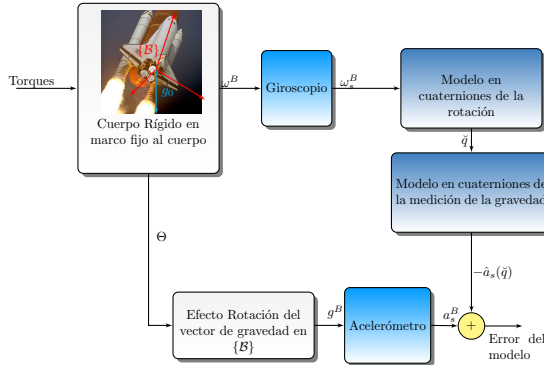 Torques
{B}
g₀
Cuerpo Rígido en
marco fijo al cuerpo
ω^B
Giroscopio
ω_s^B
Modelo en
cuaterniones de la
rotación
q̆
Modelo en cuaterniones de
la medición de la gravedad
Θ
−â_s(q̆)
Efecto Rotación del
vector de gravedad en
{B}
g^B
Acelerómetro
a_s^B
+
Error del
modelo